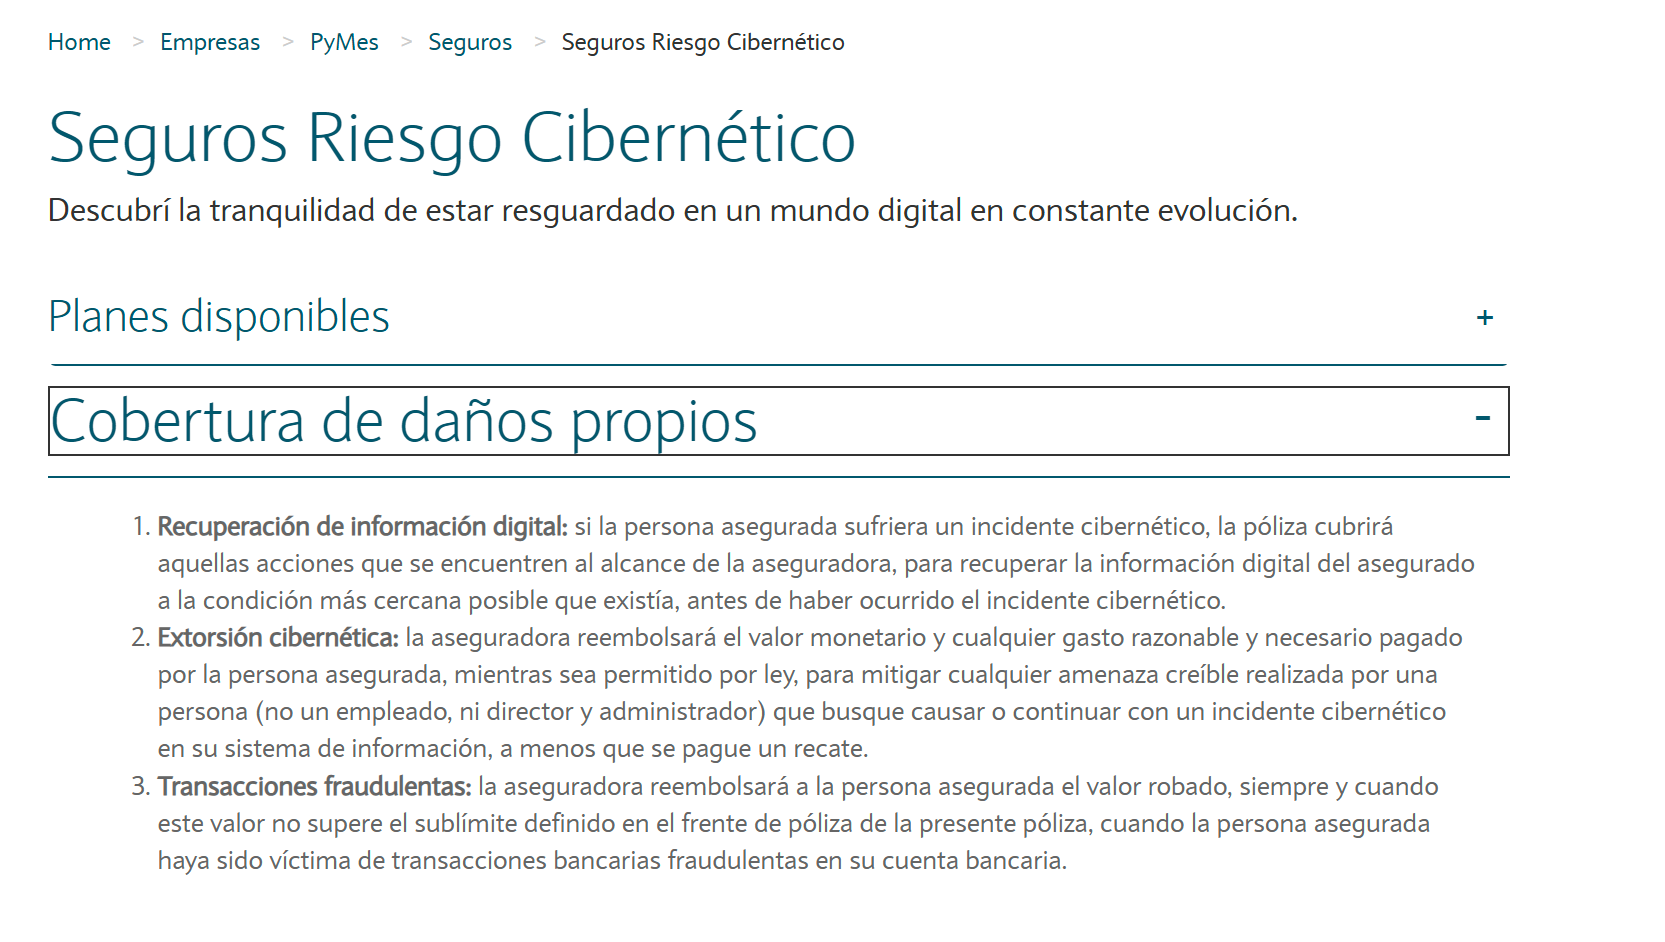 Home > Empresas > PyMes > Seguros > Seguros Riesgo Cibernético
Seguros Riesgo Cibernético
Descubrí la tranquilidad de estar resguardado en un mundo digital en constante evolución.
Planes disponibles +
Cobertura de daños propios -
1. Recuperación de información digital: si la persona asegurada sufriera un incidente cibernético, la póliza cubrirá
aquellas acciones que se encuentren al alcance de la aseguradora, para recuperar la información digital del asegurado
a la condición más cercana posible que existía, antes de haber ocurrido el incidente cibernético.
2. Extorsión cibernética: la aseguradora reembolsará el valor monetario y cualquier gasto razonable y necesario pagado
por la persona asegurada, mientras sea permitido por ley, para mitigar cualquier amenaza creíble realizada por una
persona (no un empleado, ni director y administrador) que busque causar o continuar con un incidente cibernético
en su sistema de información, a menos que se pague un recate.
3. Transacciones fraudulentas: la aseguradora reembolsará a la persona asegurada el valor robado, siempre y cuando
este valor no supere el sublímite definido en el frente de póliza de la presente póliza, cuando la persona asegurada
haya sido víctima de transacciones bancarias fraudulentas en su cuenta bancaria.